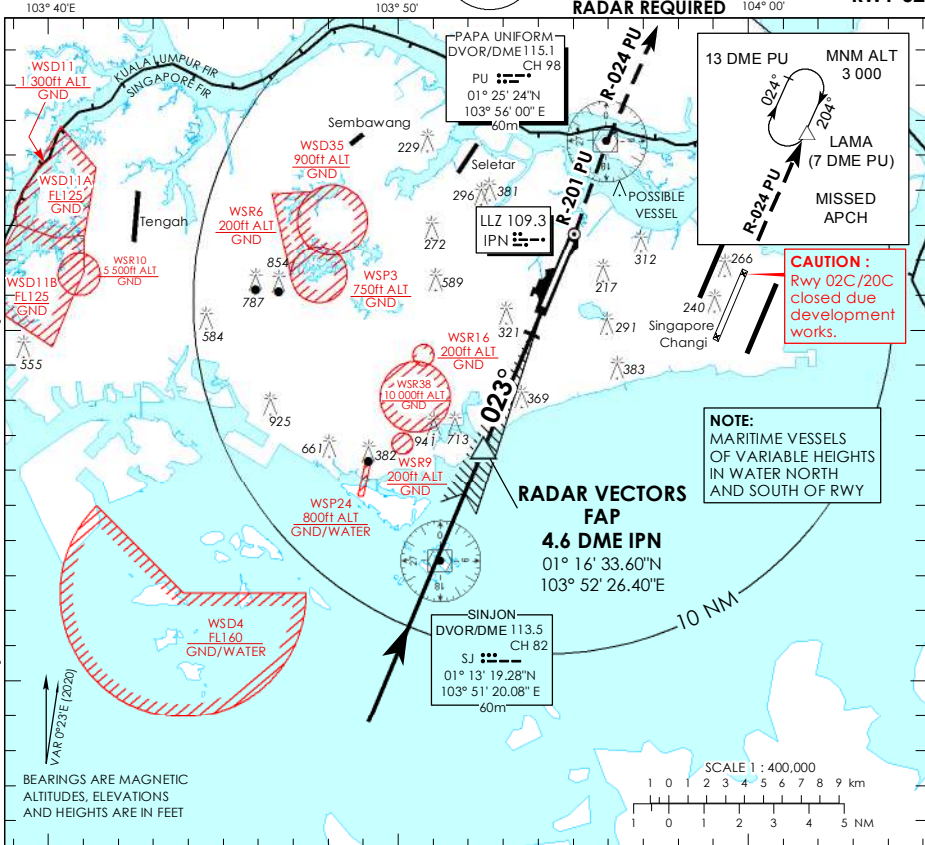 103° 40'
103° 50'
RADAR REQUIRED
104° 00'
WSD11
1 300ft ALT
GND
KUALA LUMPUR FIR
SINGAPORE FIR
PAPA UNIFORM
DVOR/DME 115.1
CH 98
PU
01° 25' 24"N
103° 56' 00" E
60m
R-024 PU
13 DME PU
MNM ALT
3 000
024°
204°
LAMA
(7 DME PU)
R-024 PU
MISSED
APCH
Sembawang
229
Seletar
WSD35
900ft ALT
GND
WSD11A
FL125
GND
Tengah
WSR6
200ft ALT
GND
296
381
R-201 PU
POSSIBLE
VESSEL
LLZ 109.3
IPN
272
312
WSR10
5 500ft ALT
GND
WSD11B
FL125
GND
854
787
WSP3
750ft ALT
GND
589
217
266
240
CAUTION :
Rwy 02C/20C
closed due
development
works.
584
555
321
291
Singapore
Changi
WSR16
200ft ALT
GND
383
WSR38
10 000ft ALT
GND
023°
369
925
661
382
941
713
WSR9
200ft ALT
GND
NOTE:
MARITIME VESSELS
OF VARIABLE HEIGHTS
IN WATER NORTH
AND SOUTH OF RWY
WSP24
800ft ALT
GND/WATER
RADAR VECTORS
FAP
4.6 DME IPN
01° 16' 33.60"N
103° 52' 26.40"E
10 NM
WSD4
FL160
GND/WATER
SINJON
DVOR/DME 113.5
CH 82
SJ
01° 13' 19.28"N
103° 51' 20.08" E
60m
VAR 0°23'E (2020)
BEARINGS ARE MAGNETIC
ALTITUDES, ELEVATIONS
AND HEIGHTS ARE IN FEET
SCALE 1 : 400,000
1 0 1 2 3 4 5 6 7 8 9 km
1 0 1 2 3 4 5 NM